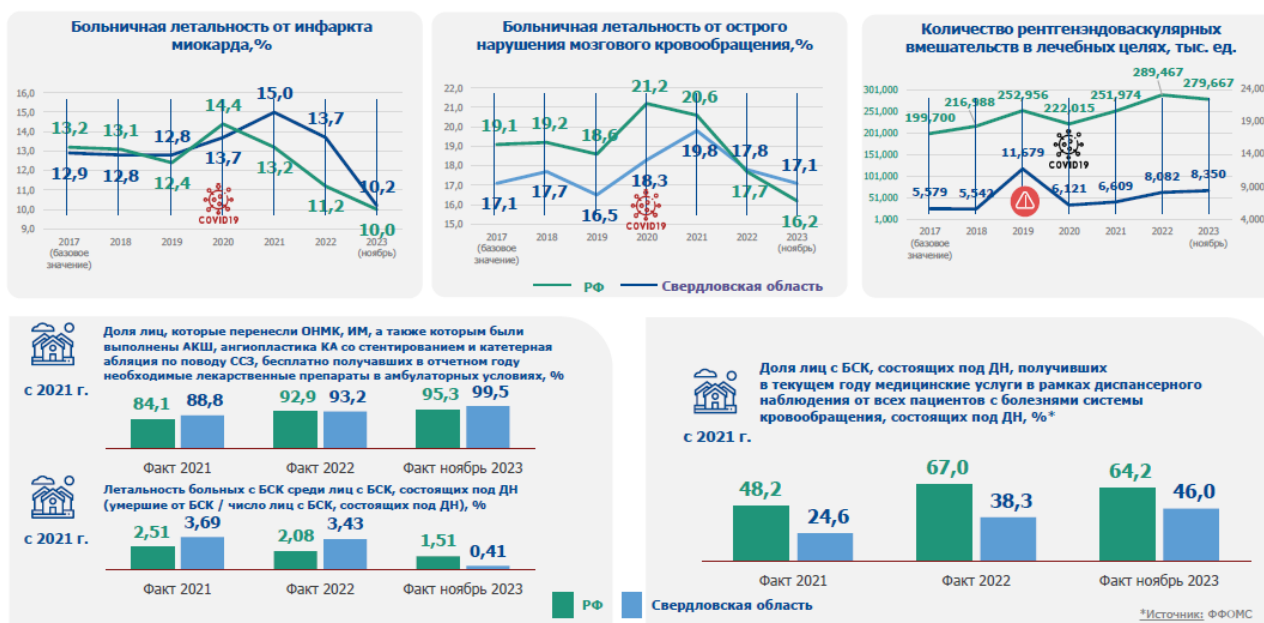 Больничная летальность от инфаркта
миокарда,%
16,0
15,0
14,0
13,0
12,0
11,0
10,0
9,0
13,2
13,1
12,4
14,4
13,2
11,2
10,0
12,9
12,8
12,8
13,7
15,0
13,7
10,2
COVID19
2017
(базовое
значение)
2018
2019
2020
2021
2022
2023
(ноябрь)
Больничная летальность от острого
нарушения мозгового кровообращения,%
22,0
21,0
20,0
19,0
18,0
17,0
16,0
15,0
19,1
19,2
18,6
21,2
20,6
17,7
16,2
17,1
17,7
16,5
18,3
19,8
17,8
17,1
COVID19
2017
(базовое
значение)
2018
2019
2020
2021
2022
2023
(ноябрь)
РФ
Свердловская область
Количество рентгенэндоваскулярных
вмешательств в лечебных целях, тыс. ед.
301,000
251,000
201,000
151,000
101,000
51,000
1,000
24,000
19,000
14,000
9,000
4,000
199,700
216,988
252,956
222,015
251,974
289,467
279,667
5,579
5,542
11,679
6,121
6,609
8,082
8,350
COVID19
2017
(базовое
значение)
2018
2019
2020
2021
2022
2023
(ноябрь)
с 2021 г.
Доля лиц, которые перенесли ОНМК, ИМ, а также которым были
выполнены АКШ, ангиопластика КА со стентированием и катетерная
абляция по поводу ССЗ, бесплатно получавших в отчетном году
необходимые лекарственные препараты в амбулаторных условиях, %
84,1 88,8
92,9 93,2
95,3 99,5
Факт 2021
Факт 2022
Факт ноябрь 2023
с 2021 г.
Летальность больных с БСК среди лиц с БСК, состоящих под ДН
(умершие от БСК / число лиц с БСК, состоящих под ДН), %
2,51 3,69
2,08 3,43
1,51 0,41
Факт 2021
Факт 2022
Факт ноябрь 2023
РФ
Свердловская область
с 2021 г.
Доля лиц с БСК, состоящих под ДН, получивших
в текущем году медицинские услуги в рамках диспансерного
наблюдения от всех пациентов с болезнями системы
кровообращения, состоящих под ДН, %*
48,2 24,6
67,0 38,3
64,2 46,0
Факт 2021
Факт 2022
Факт ноябрь 2023
*Источник: ФФОМС